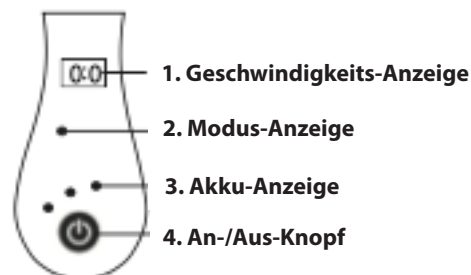 0:0
1. Geschwindigkeits-Anzeige
2. Modus-Anzeige
3. Akku-Anzeige
4. An-/Aus-Knopf